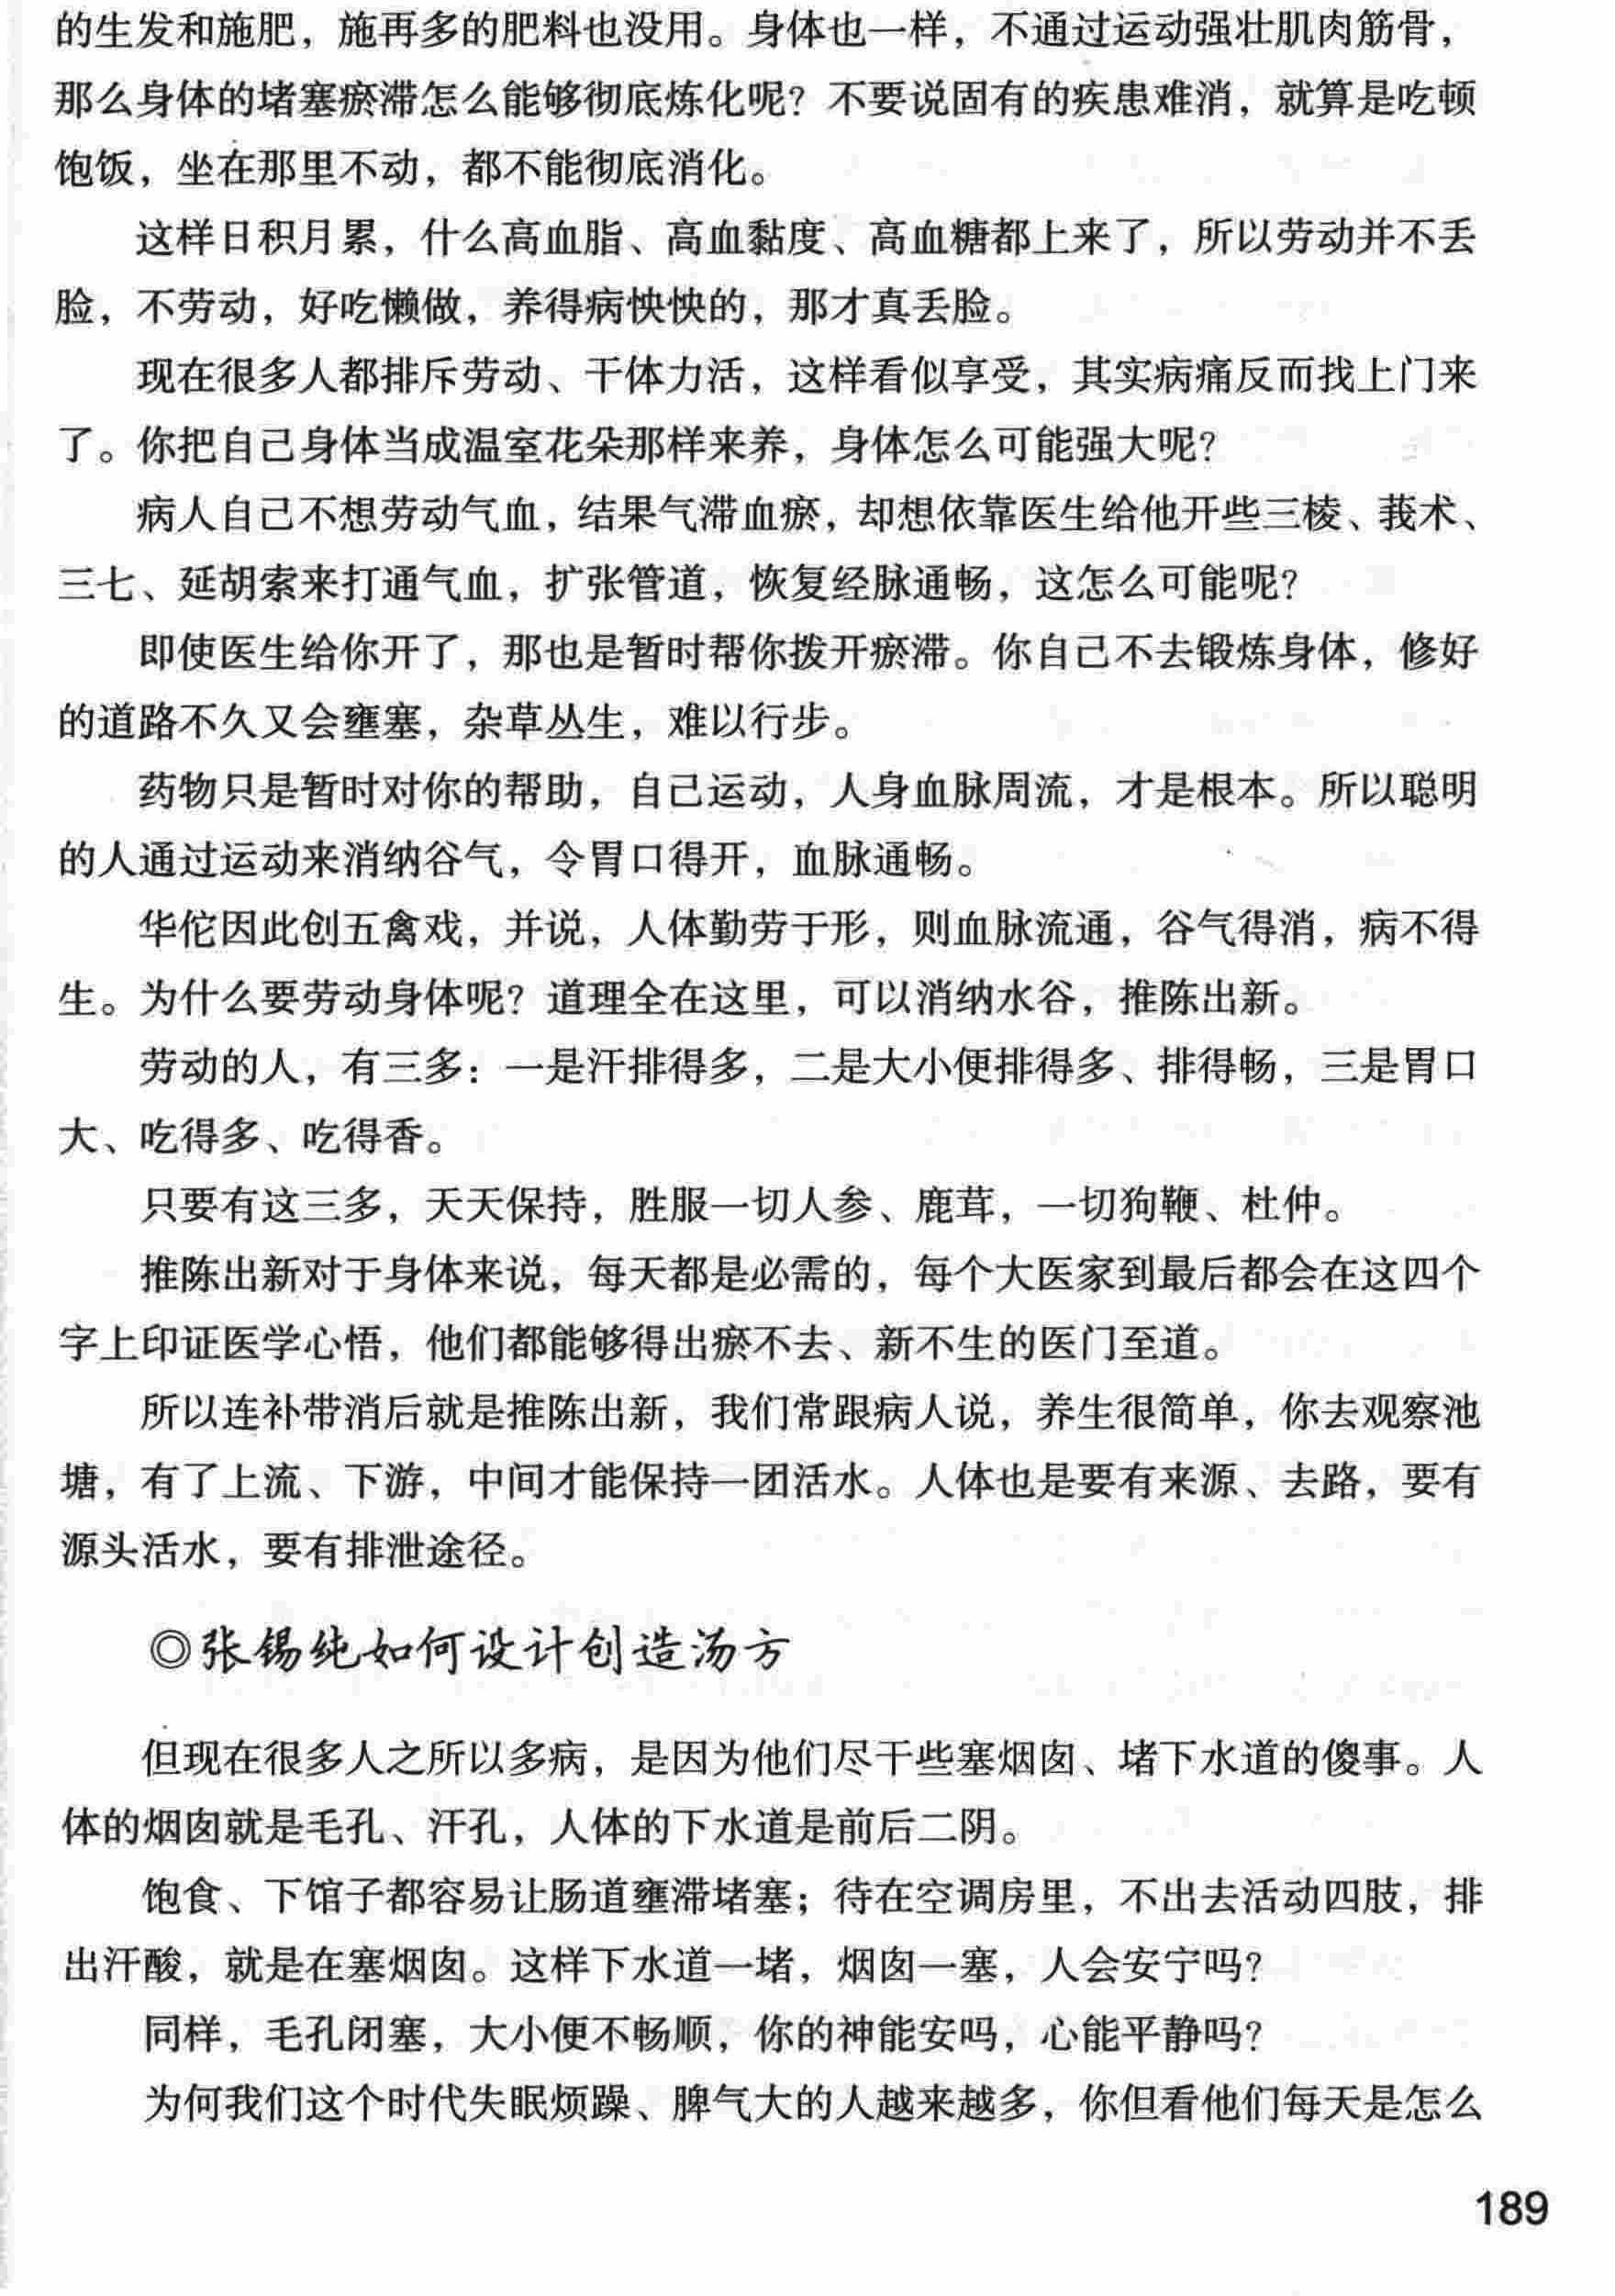 的生发和施肥，施再多的肥料也没用。身体也一样，不通过运动强壮肌肉筋骨，
那么身体的堵塞瘀滞怎么能够彻底炼化呢？不要说固有的疾患难消，就算是吃顿
饱饭，坐在那里不动，都不能彻底消化。
这样日积月累，什么高血脂、高血黏度、高血糖都上来了，所以劳动并不丢
脸，不劳动，好吃懒做，养得病怏怏的，那才真丢脸。
现在很多人都排斥劳动、干体力活，这样看似享受，其实病痛反而找上门来
了。你把自己身体当成温室花朵那样来养，身体怎么可能强大呢？
病人自己不想劳动气血，结果气滞血瘀，却想依靠医生给他开些三棱、莪术、
三七、延胡索来打通气血，扩张管道，恢复经脉通畅，这怎么可能呢？
即使医生给你开了，那也是暂时帮你拨开瘀滞。你自己不去锻炼身体，修好
的道路不久又会壅塞，杂草丛生，难以行步。
药物只是暂时对你的帮助，自己运动，人身血脉周流，才是根本。所以聪明
的人通过运动来消纳谷气，令胃口得开，血脉通畅。
华佗因此创五禽戏，并说，人体勤劳于形，则血脉流通，谷气得消，病不得
生。为什么要劳动身体呢？道理全在这里，可以消纳水谷，推陈出新。
劳动的人，有三多：一是汗排得多，二是大小便排得多、排得畅，三是胃口
大、吃得多、吃得香。
只要有这三多，天天保持，胜服一切人参、鹿茸，一切狗鞭、杜仲。
推陈出新对于身体来说，每天都是必需的，每个大医家到最后都会在这四个
字上印证医学心悟，他们都能够得出瘀不去、新不生的医门至道。
所以连补带消后就是推陈出新，我们常跟病人说，养生很简单，你去观察池
塘，有了上流、下游，中间才能保持一团活水。人体也是要有来源、去路，要有
源头活水，要有排泄途径。
◎张锡纯如何设计创造汤方
但现在很多人之所以多病，是因为他们尽干些塞烟囱、堵下水道的傻事。人
体的烟囱就是毛孔、汗孔，人体的下水道是前后二阴。
饱食、下馆子都容易让肠道壅滞堵塞；待在空调房里，不出去活动四肢，排
出汗酸，就是在塞烟囱。这样下水道一堵，烟囱一塞，人会安宁吗？
同样，毛孔闭塞，大小便不畅顺，你的神能安吗，心能平静吗？
为何我们这个时代失眠烦躁、脾气大的人越来越多，你但看他们每天是怎么
189